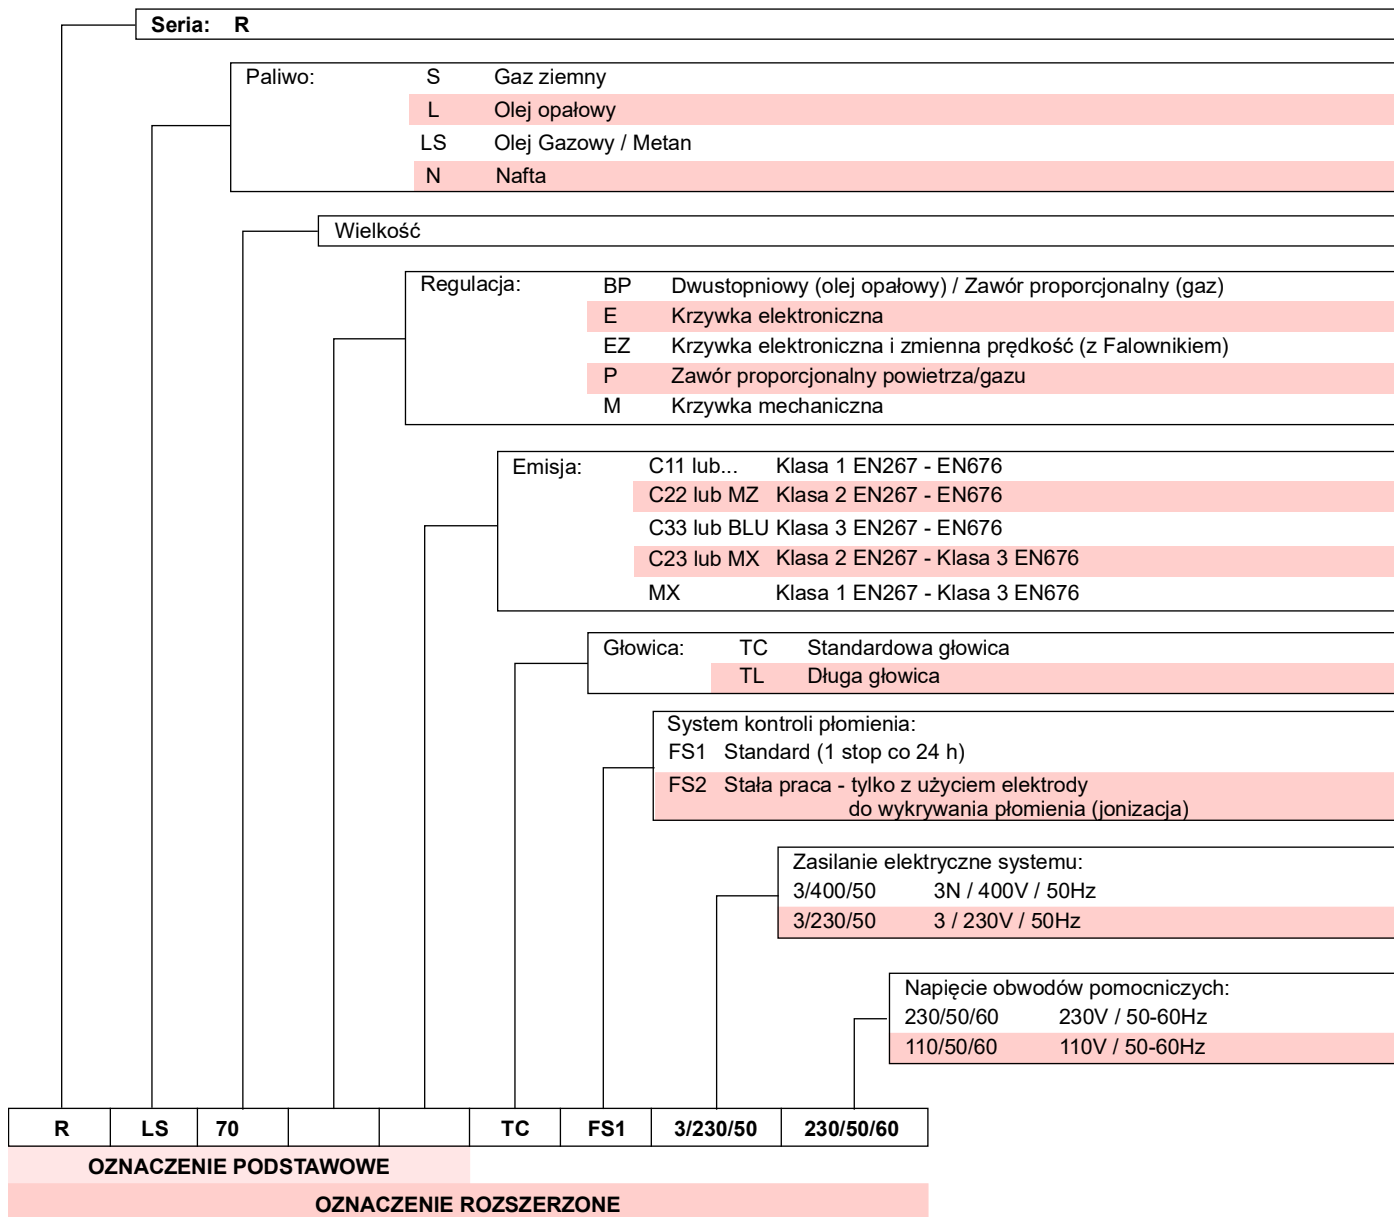 Seria: R
Paliwo: S Gaz ziemny
L Olej opałowy
LS Olej Gazowy / Metan
N Nafta
Wielkość
Regulacja: BP Dwustopniowy (olej opałowy) / Zawór proporcjonalny (gaz)
E Krzywka elektroniczna
EZ Krzywka elektroniczna i zmienna prędkość (z Falownikiem)
P Zawór proporcjonalny powietrza/gazu
M Krzywka mechaniczna
Emisja: C11 lub... Klasa 1 EN267 - EN676
C22 lub MZ Klasa 2 EN267 - EN676
C33 lub BLU Klasa 3 EN267 - EN676
C23 lub MX Klasa 2 EN267 - Klasa 3 EN676
MX Klasa 1 EN267 - Klasa 3 EN676
Głowica: TC Standardowa głowica
TL Długa głowica
System kontroli płomienia:
FS1 Standard (1 stop co 24 h)
FS2 Stała praca - tylko z użyciem elektrody
do wykrywania płomienia (jonizacja)
Zasilanie elektryczne systemu:
3/400/50 3N / 400V / 50Hz
3/230/50 3 / 230V / 50Hz
Napięcie obwodów pomocniczych:
230/50/60 230V / 50-60Hz
110/50/60 110V / 50-60Hz
R LS 70 TC FS1 3/230/50 230/50/60
OZNACZENIE PODSTAWOWE
OZNACZENIE ROZSZERZONE